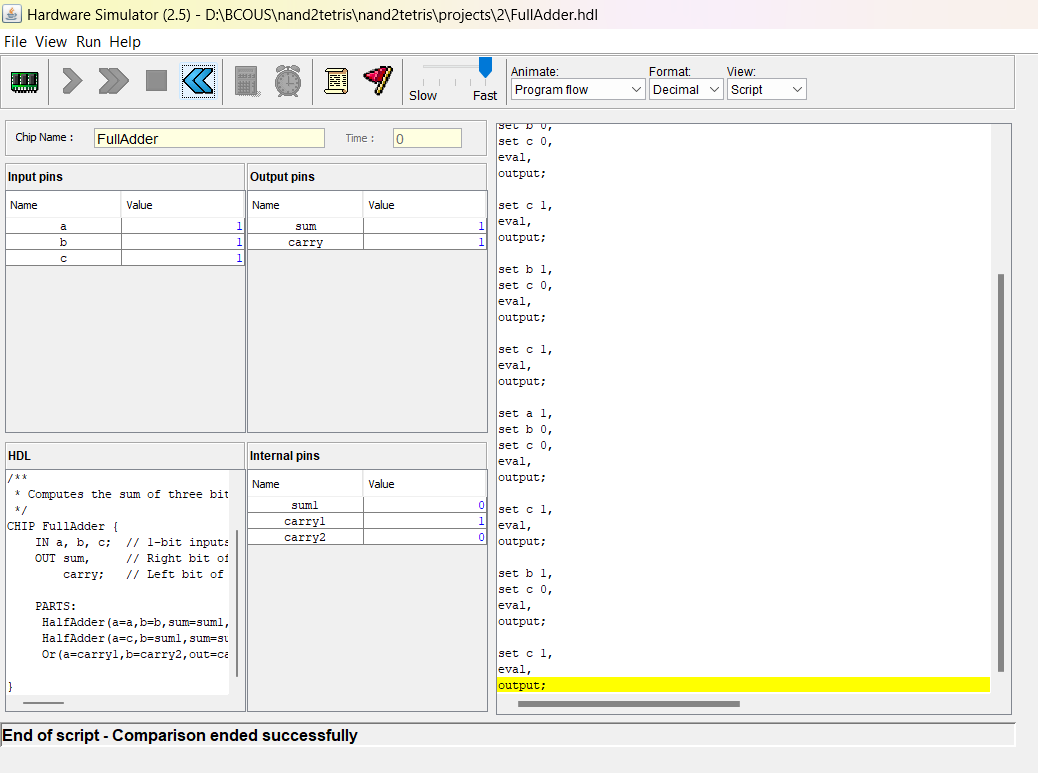 Hardware Simulator (2.5) - D:\BCOUS\nand2tetris\nand2tetris\projects\2\FullAdder.hdl
File View Run Help
Slow Fast
Animate: Format: View:
Program flow Decimal Script
Chip Name : FullAdder Time : 0
Input pins
Name Value
a 1
b 1
c 1
Output pins
Name Value
sum 1
carry 1
HDL
/**
 * Computes the sum of three bit
 */
CHIP FullAdder {
    IN a, b, c;  // 1-bit inputs
    OUT sum,     // Right bit of
        carry;   // Left bit of
    PARTS:
     HalfAdder(a=a,b=b,sum=sum1,
     HalfAdder(a=c,b=sum1,sum=su
     Or(a=carry1,b=carry2,out=ca
}
Internal pins
Name Value
sum1 0
carry1 1
carry2 0
set b 0,
set c 0,
eval,
output;
set c 1,
eval,
output;
set b 1,
set c 0,
eval,
output;
set c 1,
eval,
output;
set a 1,
set b 0,
set c 0,
eval,
output;
set c 1,
eval,
output;
set b 1,
set c 0,
eval,
output;
set c 1,
eval,
output;
End of script - Comparison ended successfully